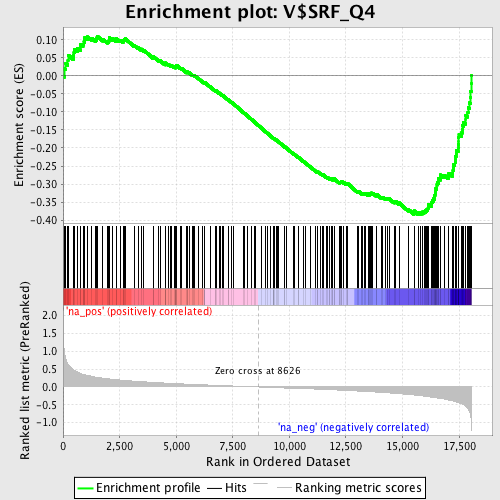 Enrichment plot: V$SRF_Q4
Enrichment score (ES)
0.10
0.05
0.00
-0.05
-0.10
-0.15
-0.20
-0.25
-0.30
-0.35
-0.40
'na_pos' (positively correlated)
Ranked list metric (PreRanked)
2.0
1.5
1.0
0.5
0.0
-0.5
-1.0
Zero cross at 8626
'na_neg' (negatively correlated)
0
2,500
5,000
7,500
10,000
12,500
15,000
17,500
Rank in Ordered Dataset
Enrichment profile
Hits
Ranking metric scores